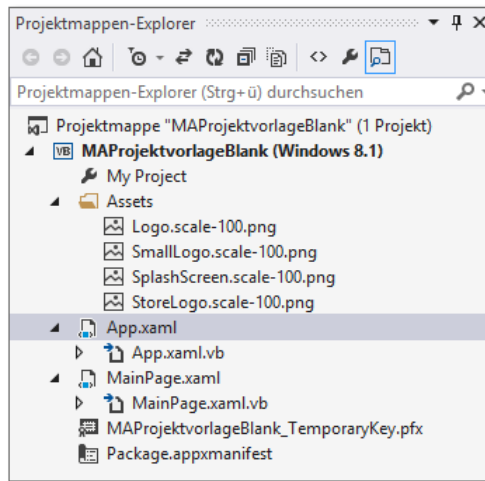 Projektmappen-Explorer
Projektmappen-Explorer (Strg+ü) durchsuchen
Projektmappe "MAProjektvorlageBlank" (1 Projekt)
VB MAProjektvorlageBlank (Windows 8.1)
My Project
Assets
Logo.scale-100.png
SmallLogo.scale-100.png
SplashScreen.scale-100.png
StoreLogo.scale-100.png
App.xaml
App.xaml.vb
MainPage.xaml
MainPage.xaml.vb
MAProjektvorlageBlank_TemporaryKey.pfx
Package.appxmanifest